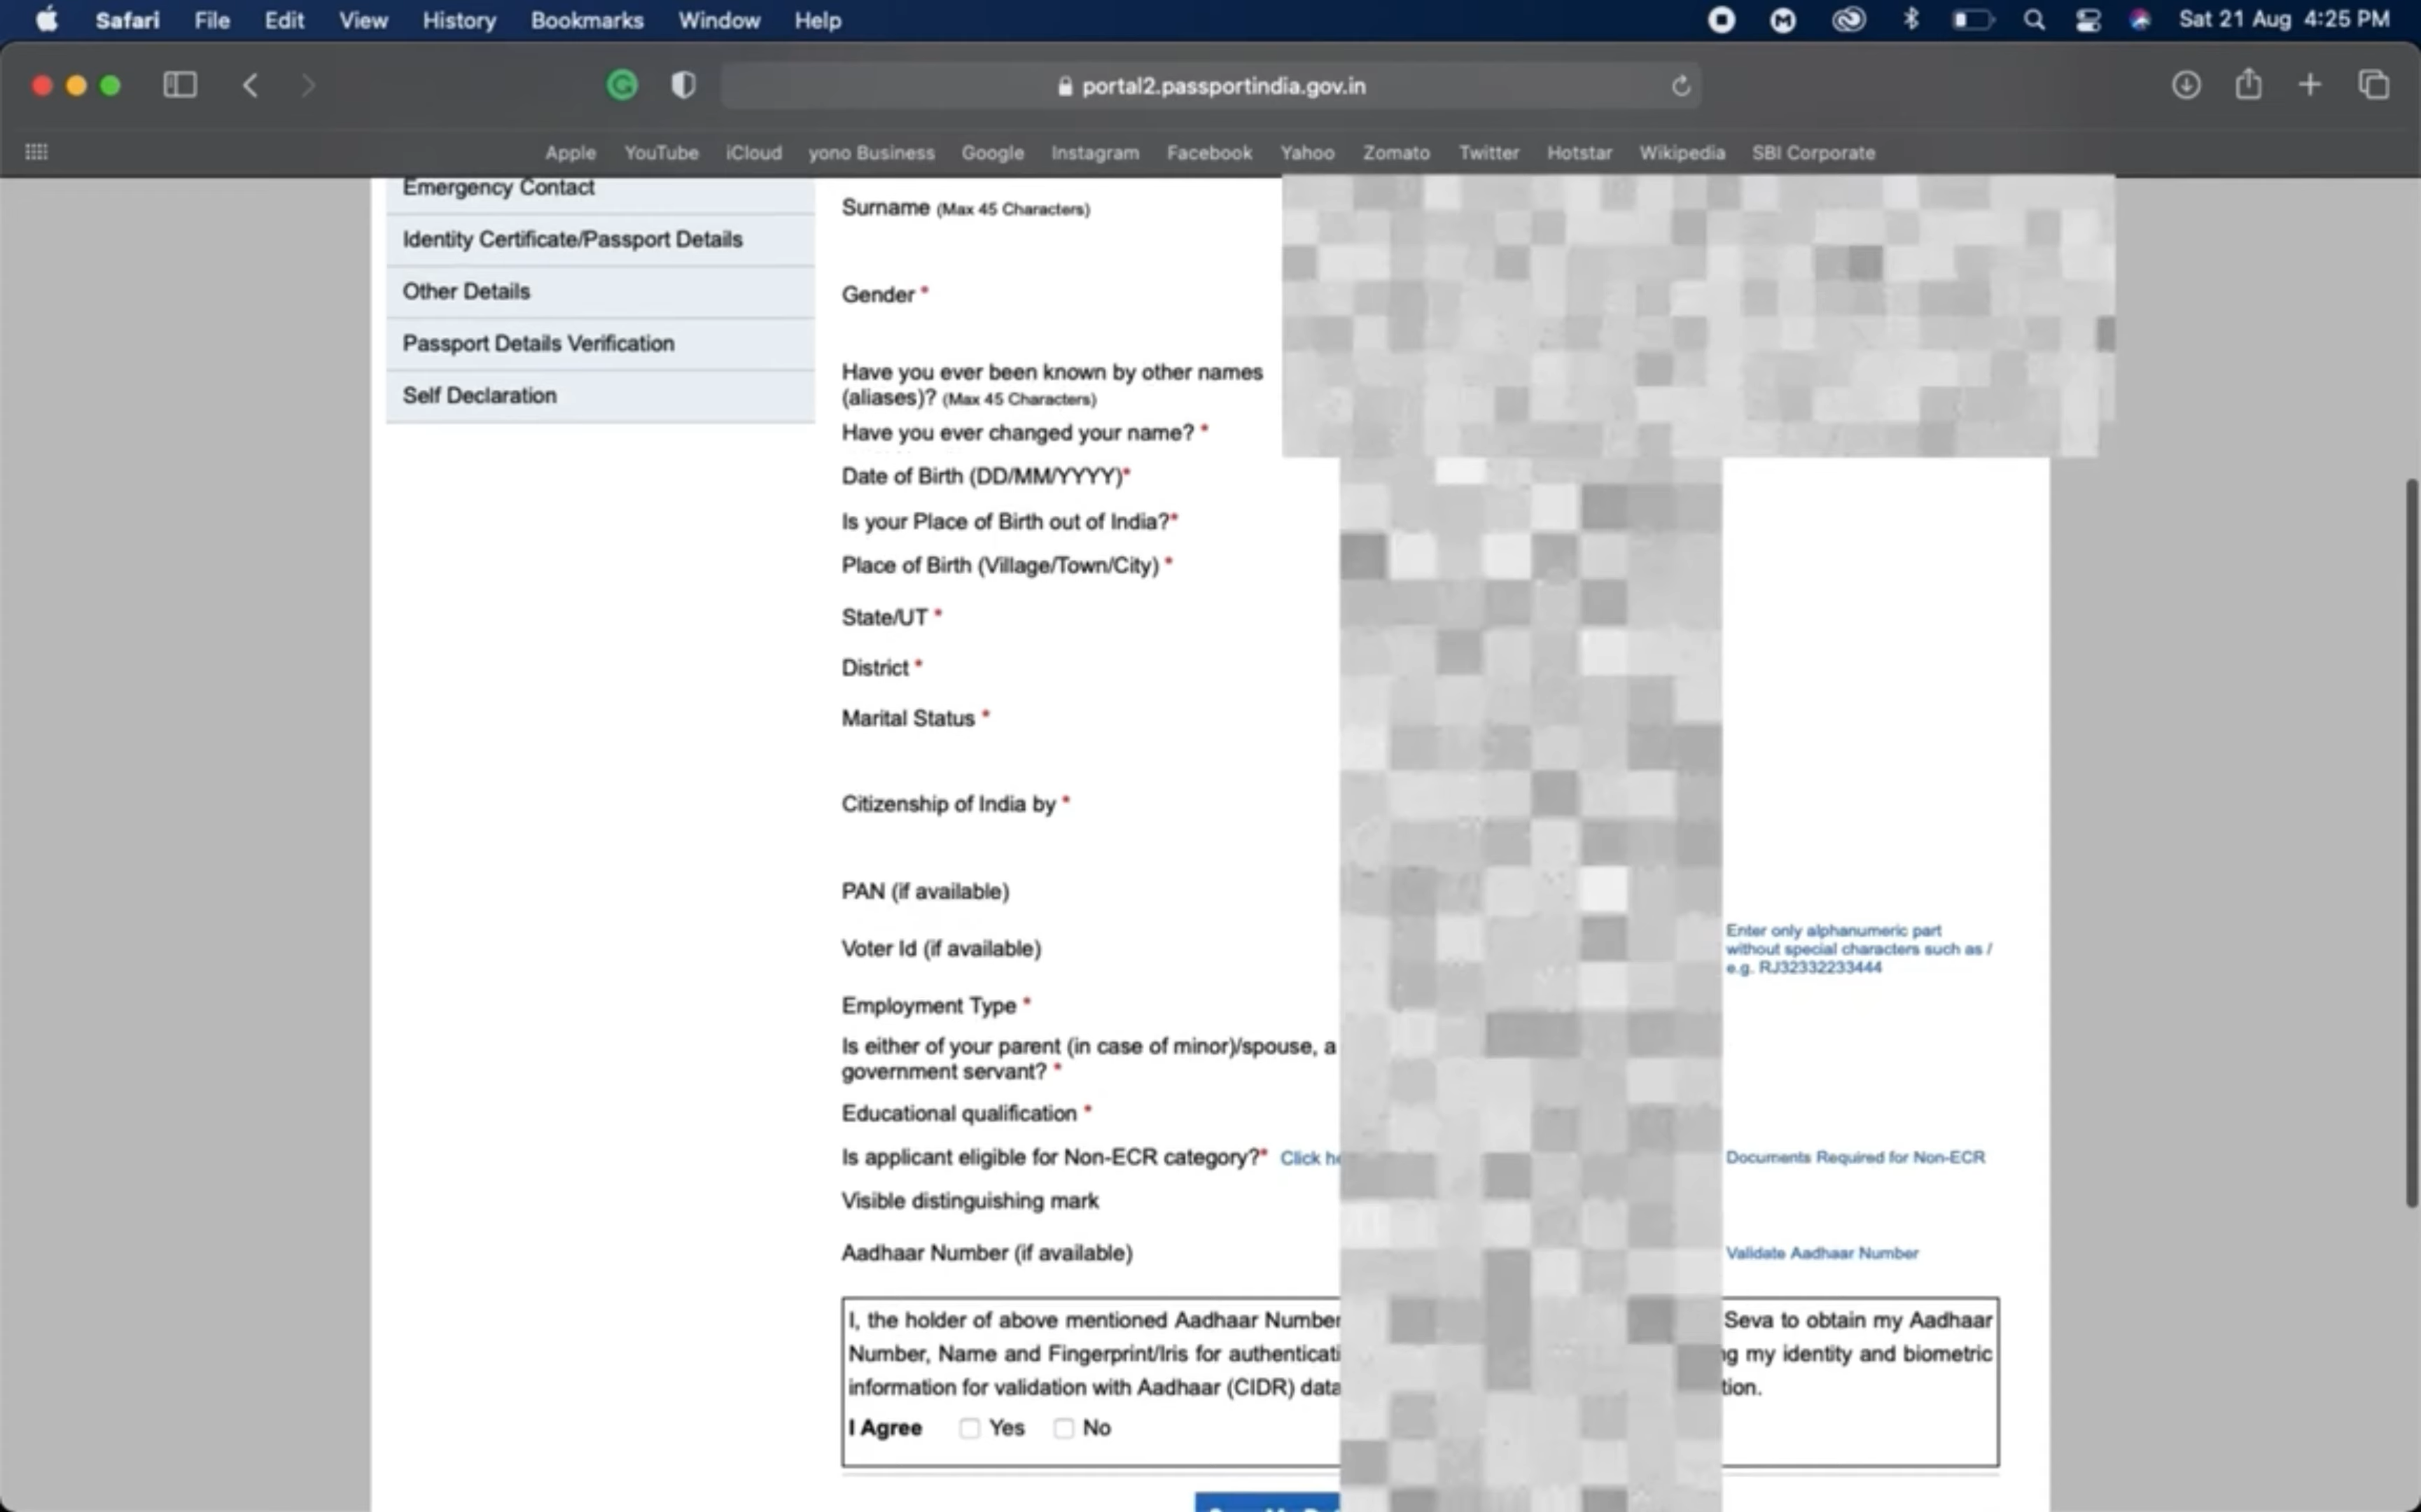 Safari File Edit View History Bookmarks Window Help Sat 21 Aug 4:25 PM
portal2.passportindia.gov.in
Apple YouTube iCloud yono Business Google Instagram Facebook Yahoo Zomato Twitter Hotstar Wikipedia SBI Corporate
Emergency Contact
Identity Certificate/Passport Details
Other Details
Passport Details Verification
Self Declaration
Surname (Max 45 Characters)
Gender *
Have you ever been known by other names
(aliases)? (Max 45 Characters)
Have you ever changed your name? *
Date of Birth (DD/MM/YYYY)*
Is your Place of Birth out of India?*
Place of Birth (Village/Town/City) *
State/UT *
District *
Marital Status *
Citizenship of India by *
PAN (if available)
Voter Id (if available)
Enter only alphanumeric part
without special characters such as /
e.g. RJ32332233444
Employment Type *
Is either of your parent (in case of minor)/spouse, a
government servant? *
Educational qualification *
Is applicant eligible for Non-ECR category?* Click Documents Required for Non-ECR
Visible distinguishing mark
Aadhaar Number (if available) Validate Aadhaar Number
I, the holder of above mentioned Aadhaar Number Seva to obtain my Aadhaar
Number, Name and Fingerprint/Iris for my identity and biometric
information for validation with Aadhaar (CIDR)
I Agree Yes No